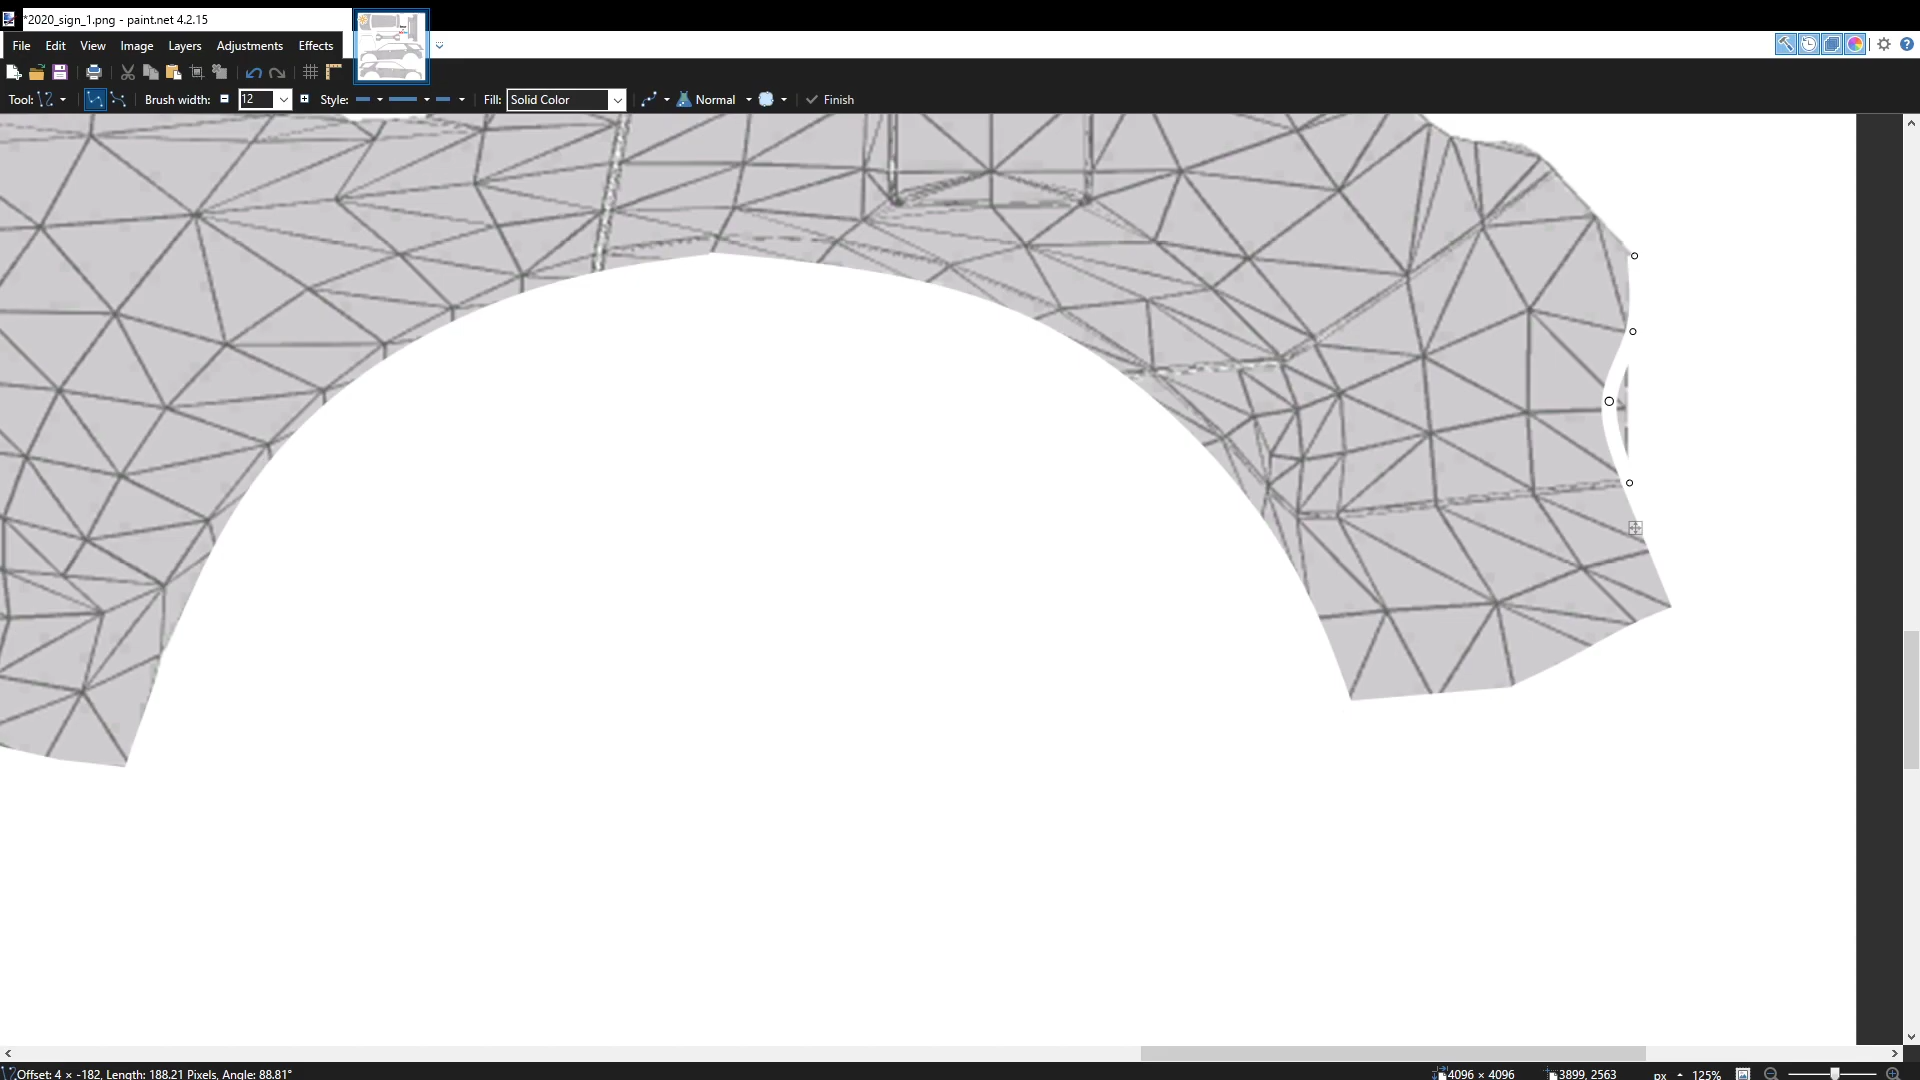 *2020_sign_1.png - paint.net 4.2.15
File Edit View Image Layers Adjustments Effects
Tool: Brush width: 12 Style: Fill: Solid Color Normal Finish
Offset: 4 × -182, Length: 188.21 Pixels, Angle: 88.81° 4096 × 4096 3899, 2563 px 125%